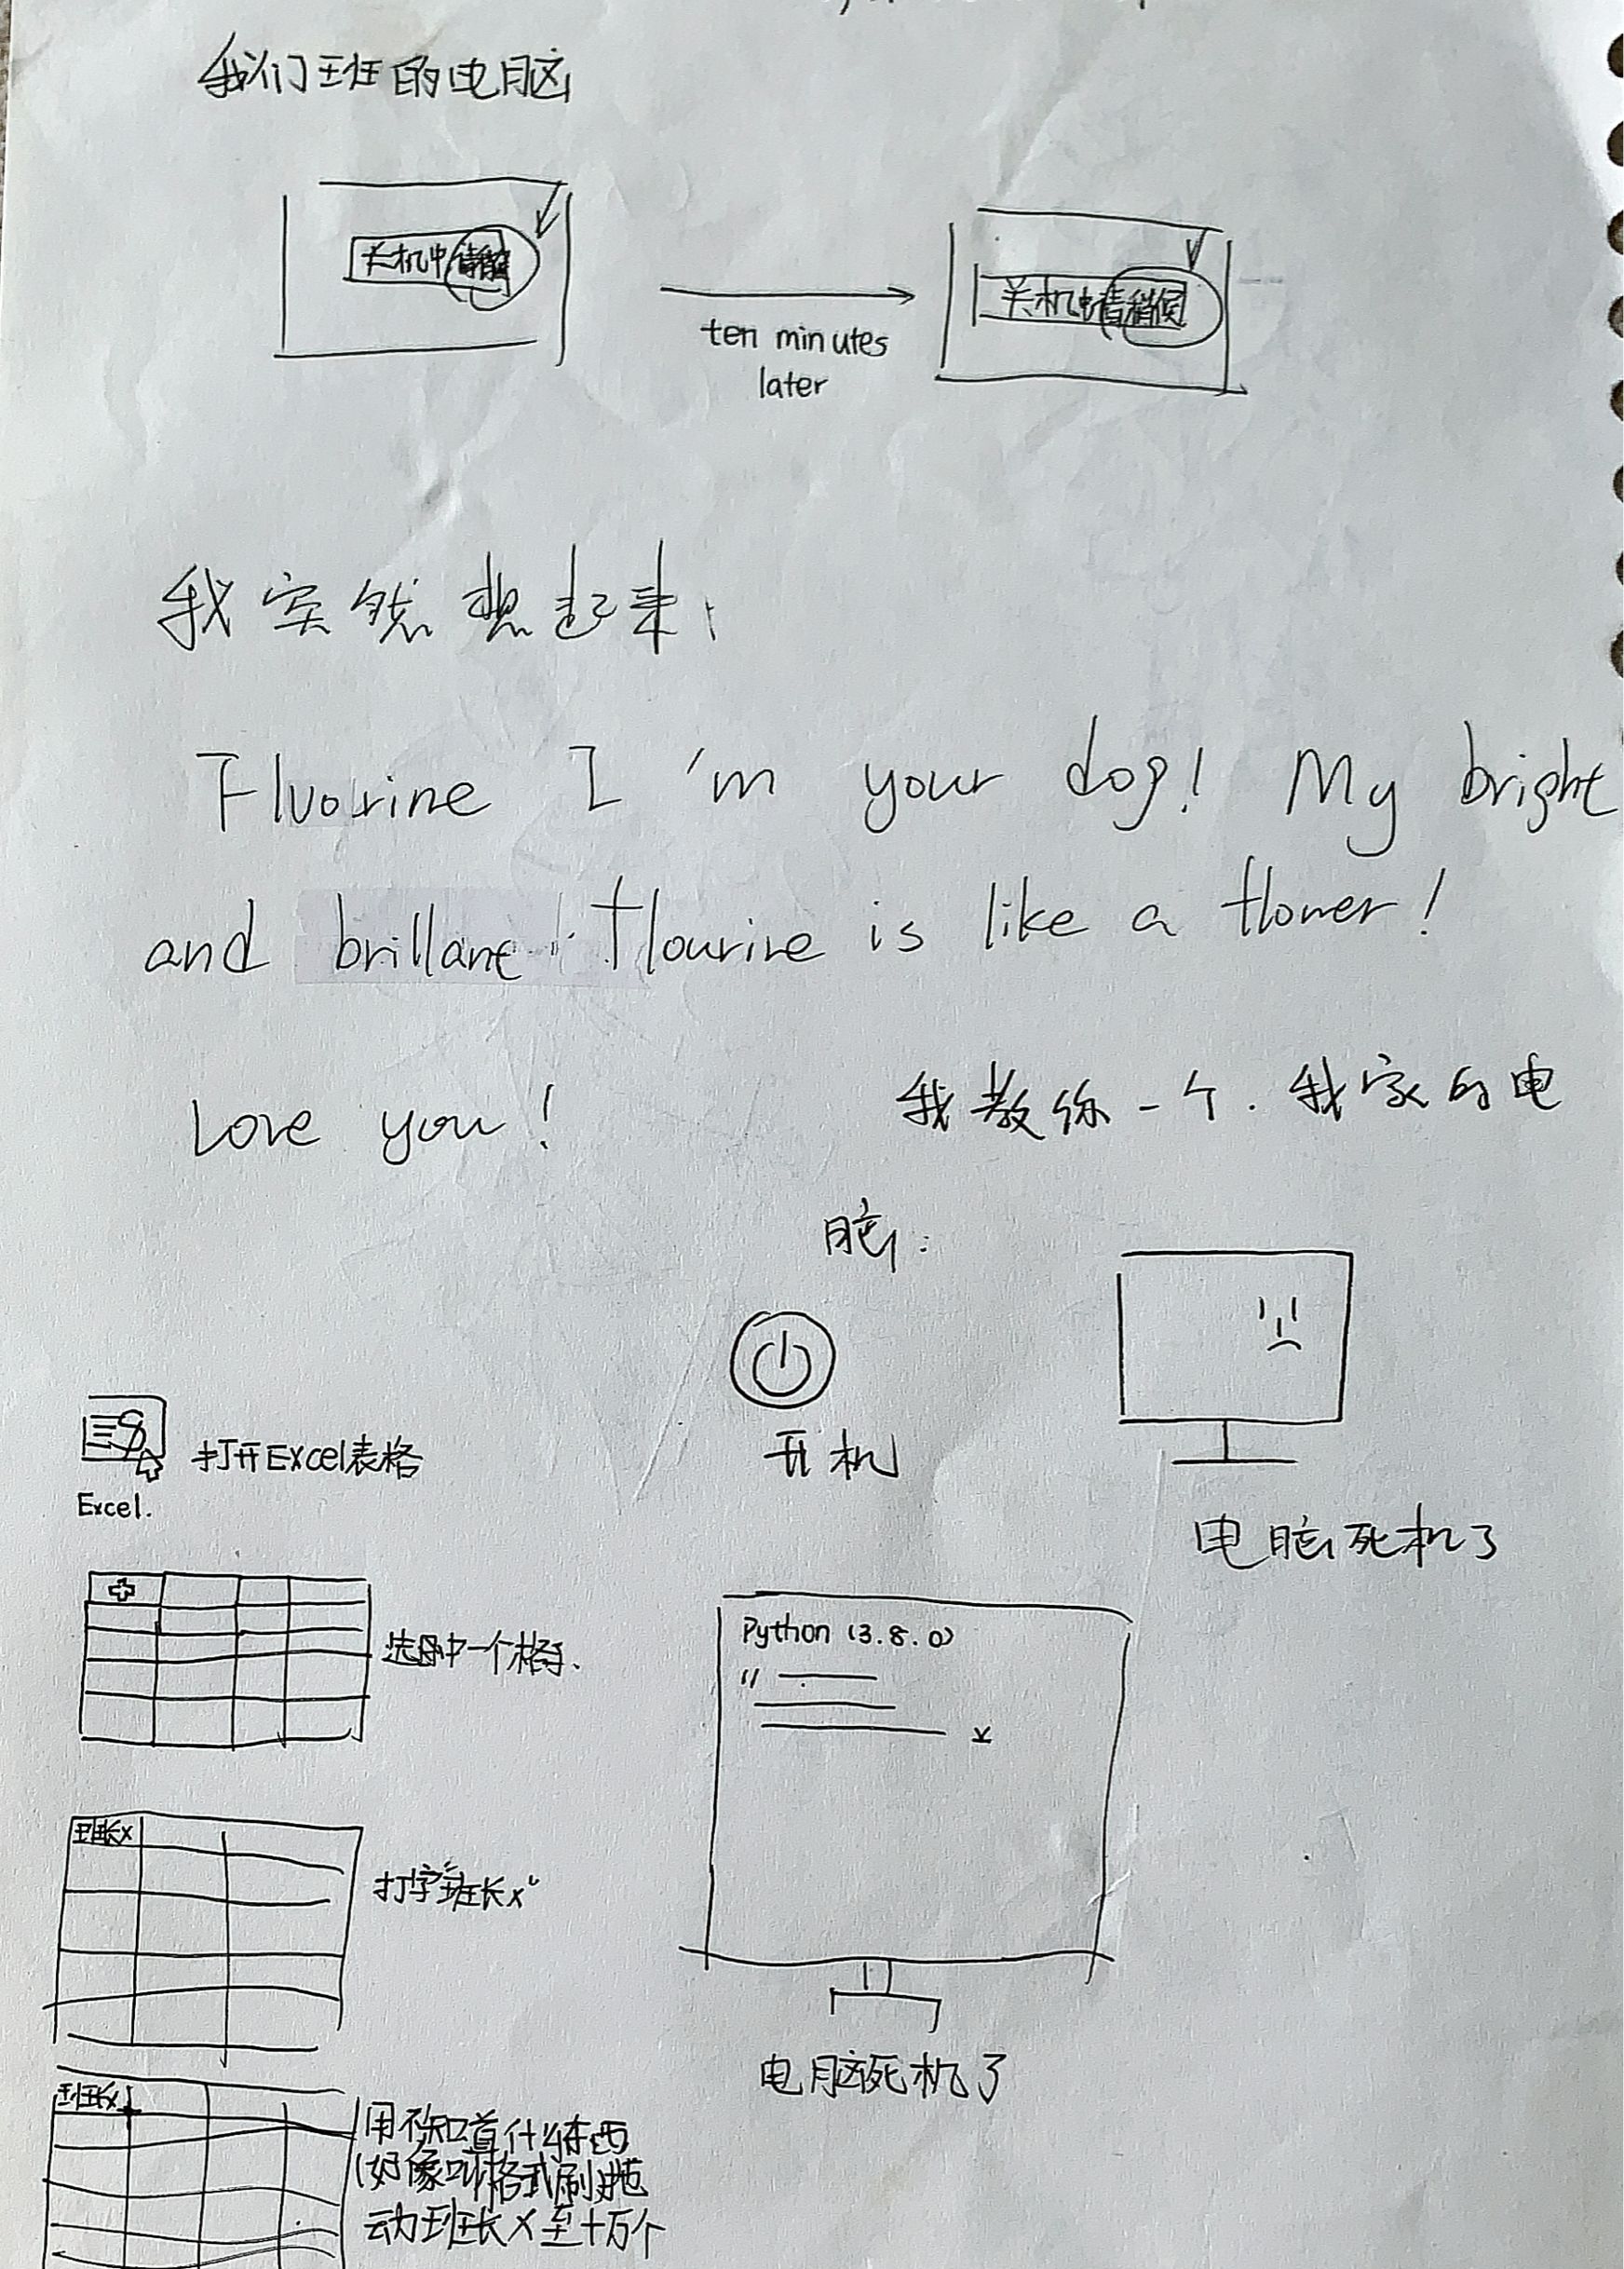 我们班的电脑
关机中请稍候
ten minutes
later
关机中请稍候
我突然想起来:
Fluorine I'm your dog! My bright
and brillant flourine is like a flower!
Love you!
我教你一个.我家的电
脑:
开机
电脑死机了
打开Excel表格
Excel.
选中一个格子.
Python (3.8.0)
班长x
打字"班长x"
电脑死机了
班长x
用不知道什么东西
(好像叫格式刷)拖
动班长X至十万个